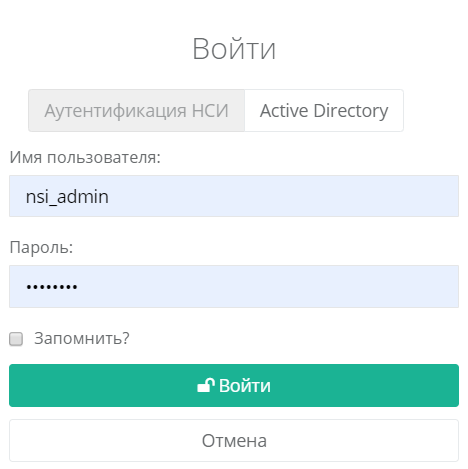 Войти
Аутентификация НСИ Active Directory
Имя пользователя:
nsi_admin
Пароль:
••••••••
Запомнить?
Войти
Отмена